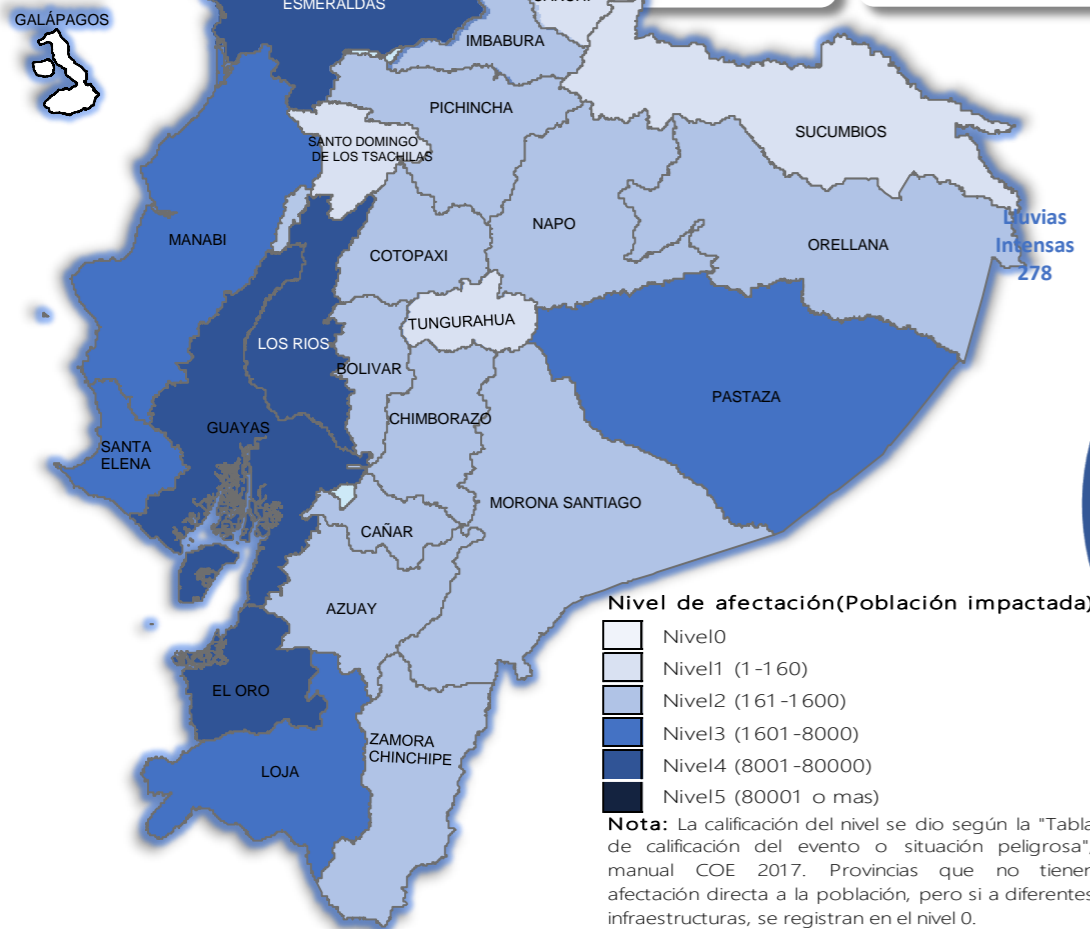 ESMERALDAS
GALÁPAGOS
IMBABURA
PICHINCHA
SUCUMBIOS
SANTO DOMINGO
DE LOS TSACHILAS
MANABI
NAPO
ORELLANA
Lluvias
Intensas
278
COTOPAXI
TUNGURAHUA
LOS RIOS
BOLIVAR
PASTAZA
CHIMBORAZO
GUAYAS
SANTA
ELENA
MORONA SANTIAGO
CAÑAR
AZUAY
EL ORO
ZAMORA
CHINCHIPE
LOJA
Nivel de afectación(Población impactada)
Nivel0
Nivel1 (1-160)
Nivel2 (161-1600)
Nivel3 (1601-8000)
Nivel4 (8001-80000)
Nivel5 (80001 o mas)
Nota: La calificación del nivel se dio según la "Tabla
de calificación del evento o situación peligrosa",
manual COE 2017. Provincias que no tienen
afectación directa a la población, pero si a diferentes
infraestructuras, se registran en el nivel 0.